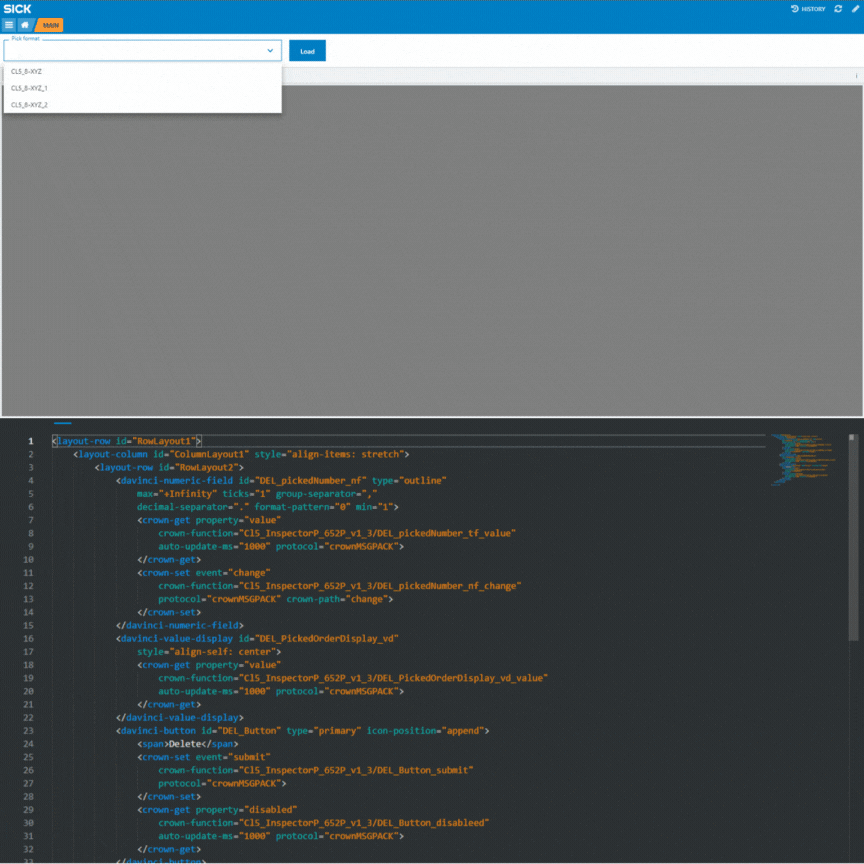 SICK
HISTORY
MAIN
Pick format
Load
CLS_8-XYZ
CLS_8-XYZ_1
CLS_8-XYZ_2
1 <layout-row id="RowLayout1">
2 <layout-column id="ColumnLayout1" style="align-items: stretch">
3 <layout-row id="RowLayout2">
4 <davinci-numeric-field id="DEL_pickedNumber_nf" type="outline"
5 max="+Infinity" ticks="1" group-separator=","
6 decimal-separator="." format-pattern="0" min="1">
7 <crown-get property="value"
8 crown-function="Cl5_InspectorP_652P_v1_3/DEL_pickedNumber_tf_value"
9 auto-update-ms="1000" protocol="crownMSGPACK">
10 </crown-get>
11 <crown-set event="change"
12 crown-function="Cl5_InspectorP_652P_v1_3/DEL_pickedNumber_nf_change"
13 protocol="crownMSGPACK" crown-path="change">
14 </crown-set>
15 </davinci-numeric-field>
16 <davinci-value-display id="DEL_PickedOrderDisplay_vd"
17 style="align-self: center">
18 <crown-get property="value"
19 crown-function="Cl5_InspectorP_652P_v1_3/DEL_PickedOrderDisplay_vd_value"
20 auto-update-ms="1000" protocol="crownMSGPACK">
21 </crown-get>
22 </davinci-value-display>
23 <davinci-button id="DEL_Button" type="primary" icon-position="append">
24 <span>Delete</span>
25 <crown-set event="submit"
26 crown-function="Cl5_InspectorP_652P_v1_3/DEL_Button_submit"
27 protocol="crownMSGPACK">
28 </crown-set>
29 <crown-get property="disabled"
30 crown-function="Cl5_InspectorP_652P_v1_3/DEL_Button_disableed"
31 auto-update-ms="1000" protocol="crownMSGPACK">
32 </crown-get>
33 </davinci-button>